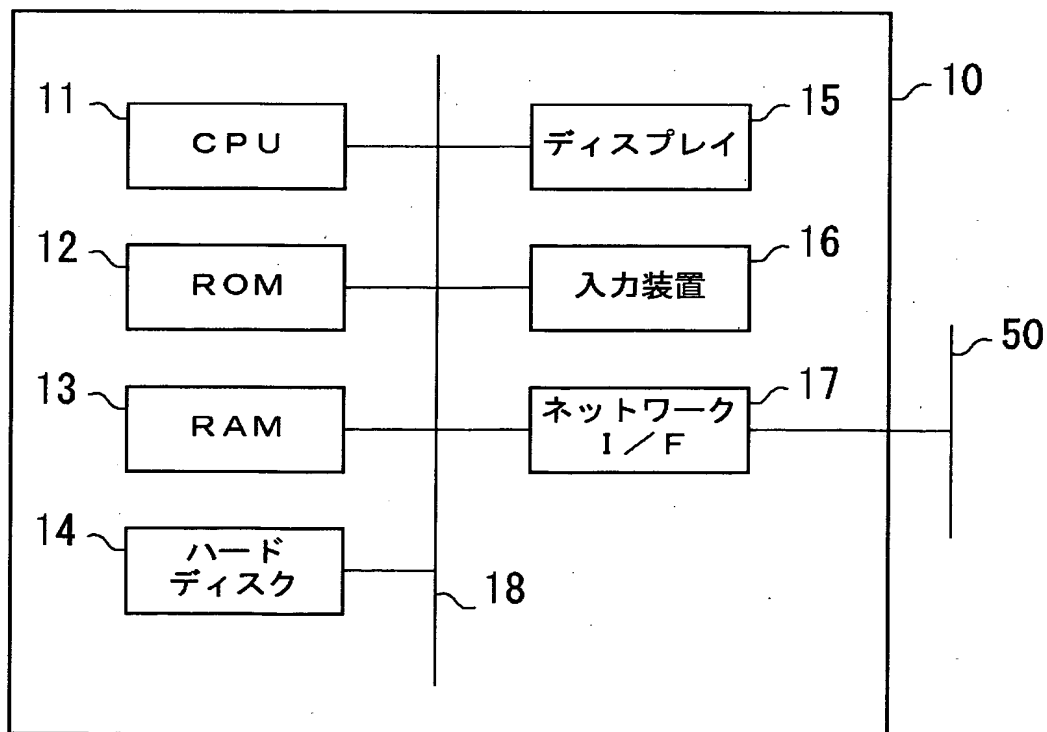 10
11
CPU
15
ディスプレイ
12
ROM
16
入力装置
50
13
RAM
17
ネットワーク
I/F
14
ハード
ディスク
18